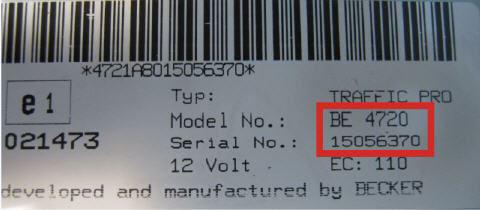 *4721A8015056370*
Typ: TRAFFIC PRO
e1
Model No.: BE 4720
021473
Serial No.: 15056370
12 Volt EC: 110
developed and manufactured by BECKER